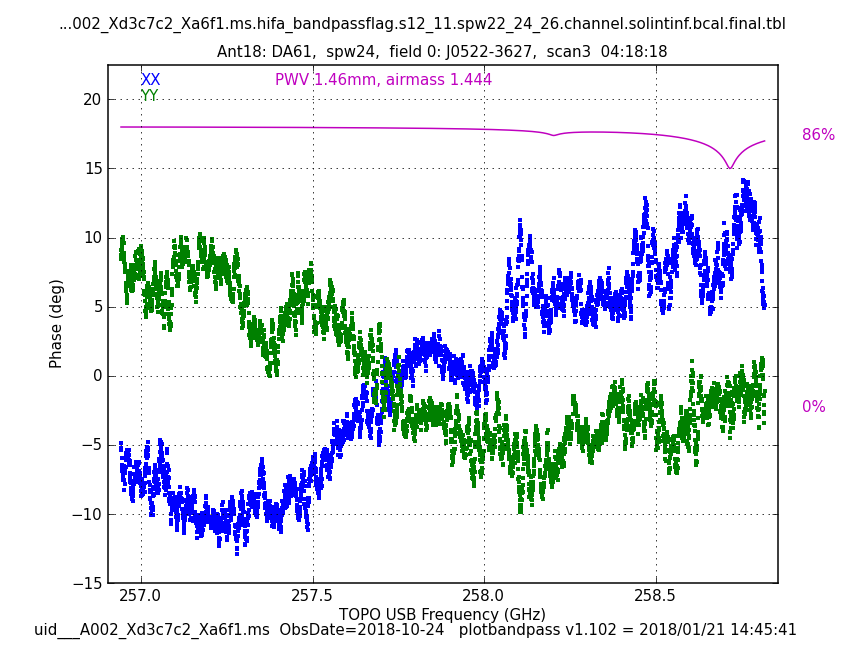 ...002_Xd3c7c2_Xa6f1.ms.hifa_bandpassflag.s12_11.spw22_24_26.channel.solintinf.bcal.final.tbl
Ant18: DA61, spw24, field 0: J0522-3627, scan3 04:18:18
XX PWV 1.46mm, airmass 1.444
YY
20
15
10
5
0
−5
−10
−15
86%
0%
Phase (deg)
257.0 257.5 258.0 258.5
TOPO USB Frequency (GHz)
uid___A002_Xd3c7c2_Xa6f1.ms ObsDate=2018-10-24 plotbandpass v1.102 = 2018/01/21 14:45:41